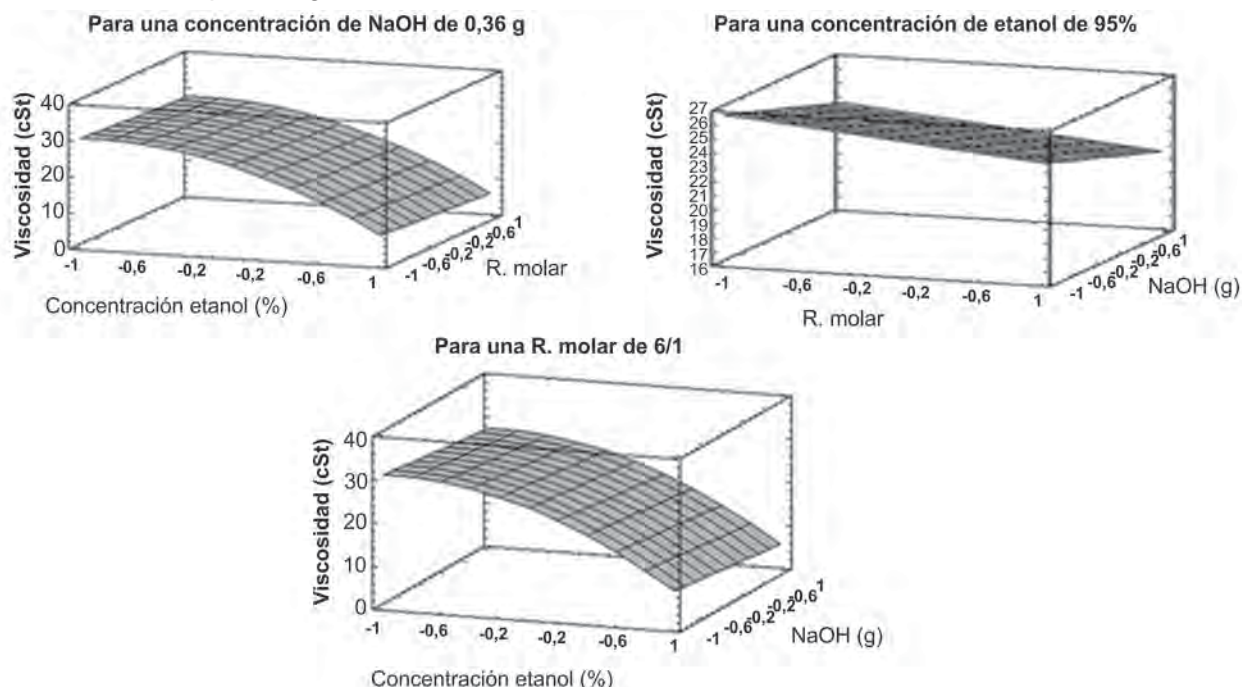 Para una concentración de NaOH de 0,36 g
Viscosidad (cSt)
40
30
20
10
0
-1 -0,6 -0,2 -0,2 -0,6 1
-1 -0,6 -0,2 -0,2 -0,6 1
R. molar
Concentración etanol (%)
Para una concentración de etanol de 95%
Viscosidad (cSt)
27
26
25
24
23
22
21
20
19
18
17
16
-1 -0,6 -0,2 -0,2 -0,6 1
-1 -0,6 -0,2 -0,2 -0,6 1
NaOH (g)
R. molar
Para una R. molar de 6/1
Viscosidad (cSt)
40
30
20
10
0
-1 -0,6 -0,2 -0,2 -0,6 1
-1 -0,6 -0,2 -0,2 -0,6 1
NaOH (g)
Concentración etanol (%)